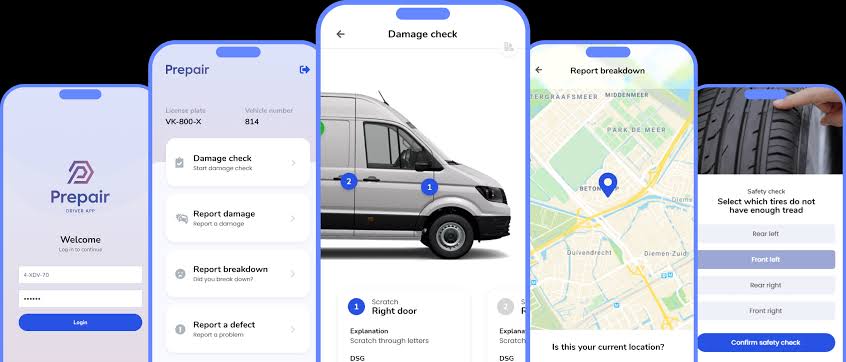 Prepair
DRIVER APP
Welcome
Log in to continue
4-XDV-70
••••••
Login
Prepair
License plate
VK-800-X
Vehicle number
814
Damage check
Start damage check
Report damage
Report a damage
Report breakdown
Did you break down?
Report a defect
Report a problem
Damage check
2
1
1
Scratch
Right door
Explanation
Scratch through letters
DSG
2
Scratch
Back
Explanation
Scratch
DSG
Report breakdown
MIDDENMEER
PARK DE MEER
Diems
Duivendrecht
Diemen-Zuid
Is this your current location?
Safety check
Select which tires do not
have enough tread
Rear left
Front left
Rear right
Front right
Confirm safety check